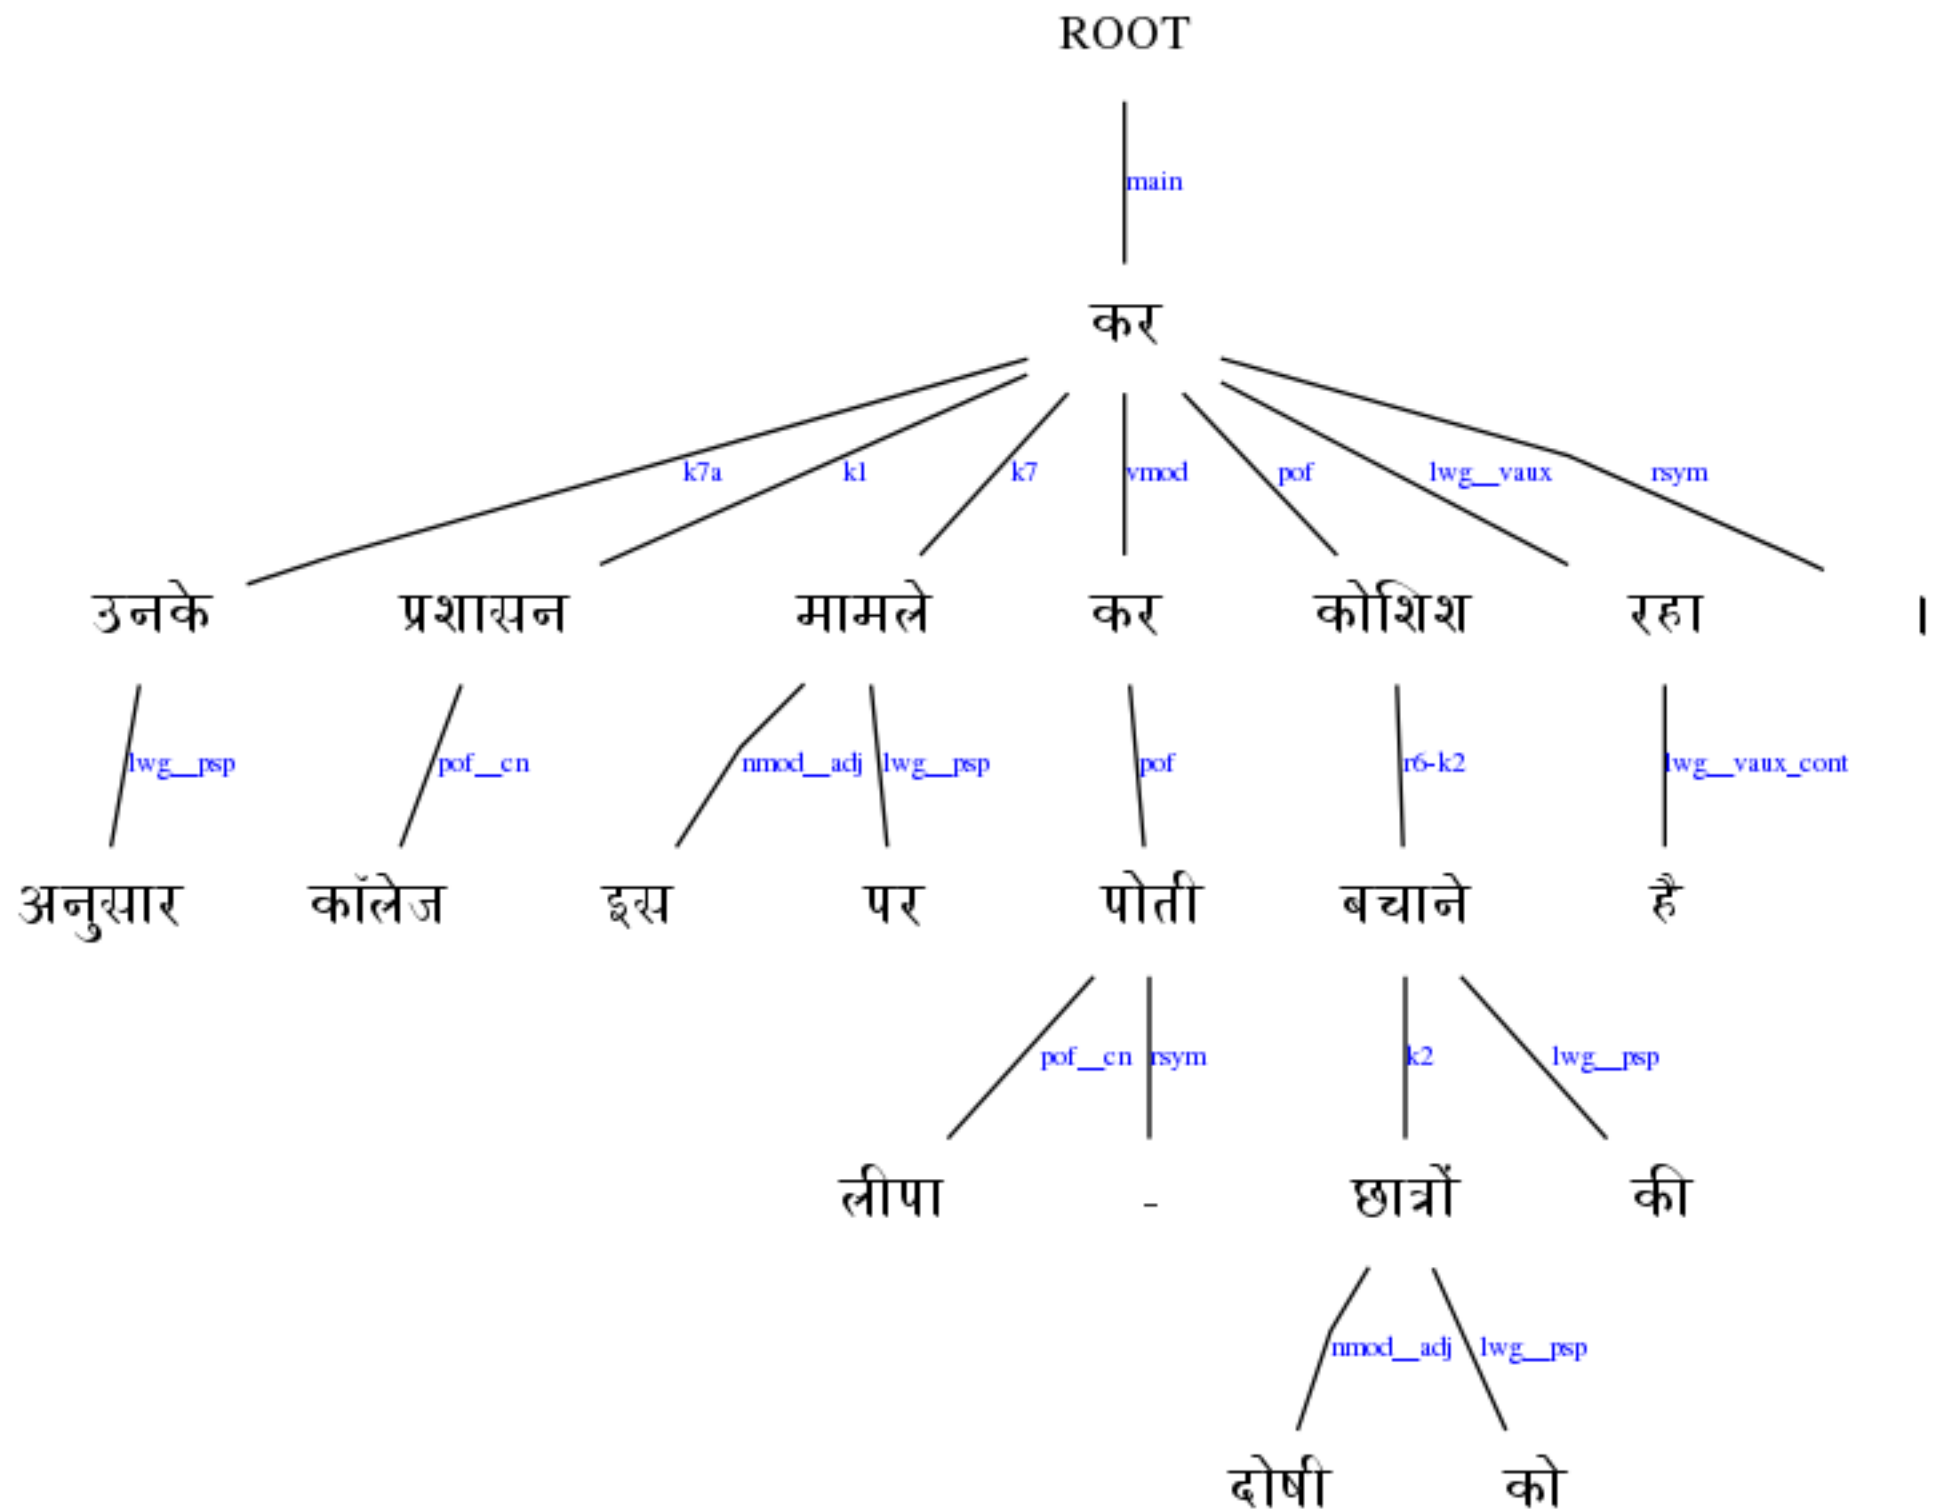 ROOT
main
कर
k7a k1 k7 vmod pof lwg__vaux rsym
उनके प्रशासन मामले कर कोशिश रहा ।
lwg__psp pof__cn nmod__adj lwg__psp pof r6-k2 lwg__vaux_cont
अनुसार कॉलेज इस पर पोती बचाने है
pof__cn rsym k2 lwg__psp
लीपा - छात्रों की
nmod__adj lwg__psp
दोषी को